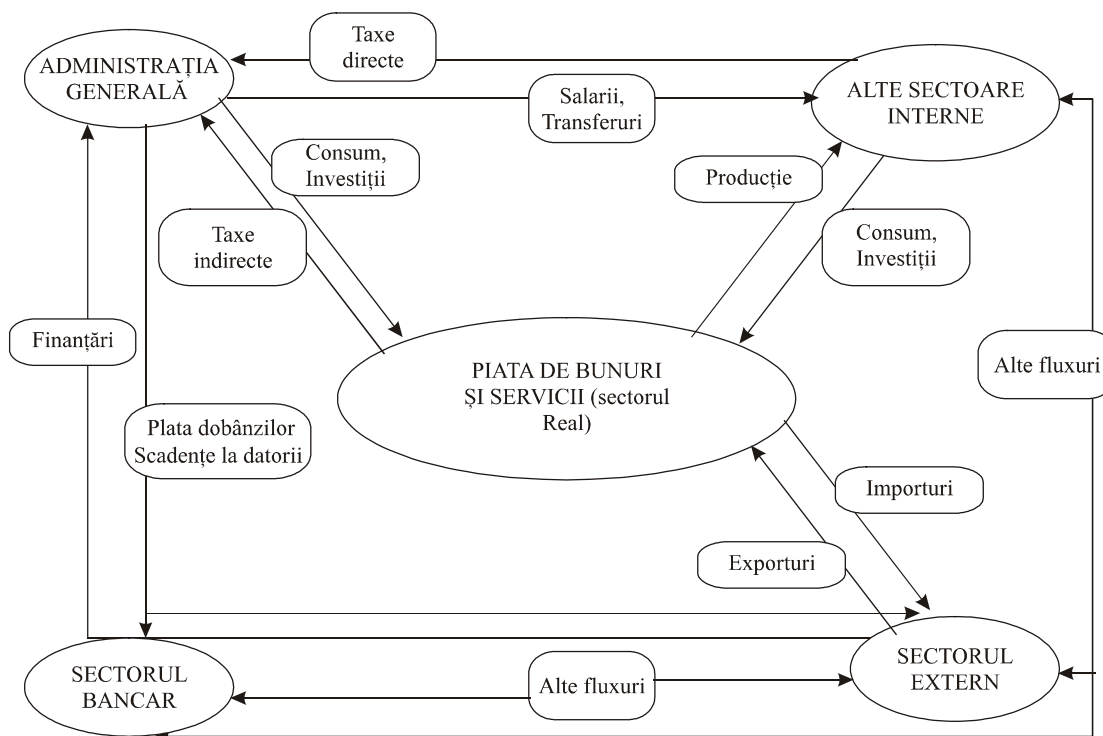 Taxe
directe
ADMINISTRAȚIA
GENERALĂ
ALTE SECTOARE
INTERNE
Salarii,
Transferuri
Consum,
Investiții
Producție
Taxe
indirecte
Consum,
Investiții
Finanțări
Alte fluxuri
PIATA DE BUNURI
ȘI SERVICII (sectorul
Real)
Plata dobânzilor
Scadențe la datorii
Importuri
Exporturi
SECTORUL
BANCAR
Alte fluxuri
SECTORUL
EXTERN